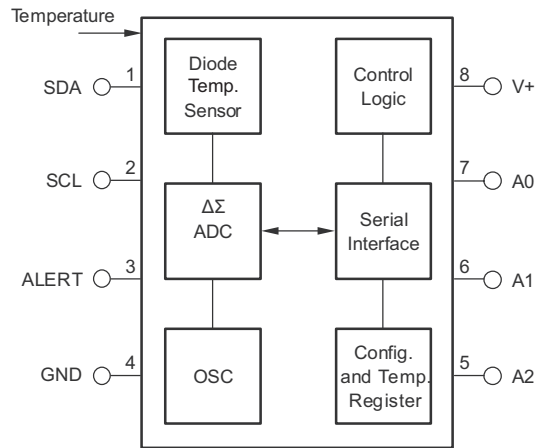 Temperature
1
SDA
Diode
Temp.
Sensor
Control
Logic
8
V+
2
SCL
ΔΣ
ADC
Serial
Interface
7
A0
3
ALERT
6
A1
4
GND
OSC
Config.
and Temp.
Register
5
A2